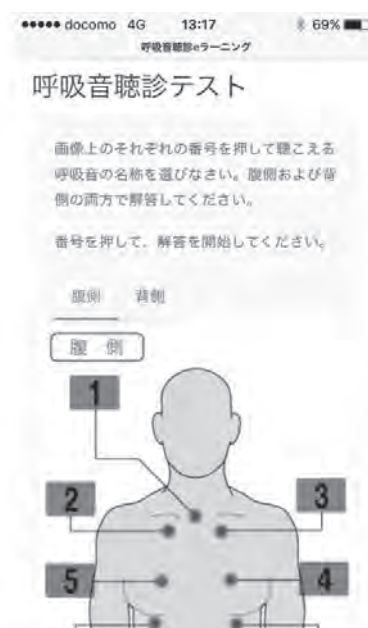 docomo 4G 13:17 69%
呼吸音聴診eラーニング
呼吸音聴診テスト
画像上のそれぞれの番号を押して聴こえる
呼吸音の名称を選びなさい。腹側および背
側の両方で解答してください。
番号を押して、解答を開始してください。
腹側 背側
腹 側
1
2 3
5 4